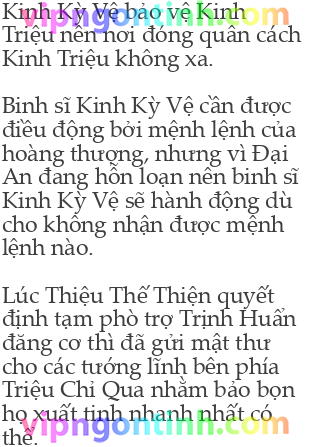 Kinh Kỳ Vệ bảo vệ Kinh
vipngontinh.com
Triệu nên nơi đóng quân cách
Kinh Triệu không xa.
Binh sĩ Kinh Kỳ Vệ cần được
điều động bởi mệnh lệnh của
hoàng thượng, nhưng vì Đại
An đang hỗn loạn nên binh sĩ
Kinh Kỳ Vệ sẽ hành động dù
cho không nhận được mệnh
lệnh nào.
Lúc Thiệu Thế Thiện quyết
định tạm phò trợ Trịnh Huẩn
đăng cơ thì đã gửi mật thư
cho các tướng lĩnh bên phía
Triệu Chỉ Qua nhằm bảo bọn
họ xuất tinh nhanh nhất có
vipngontinh.com
thể.